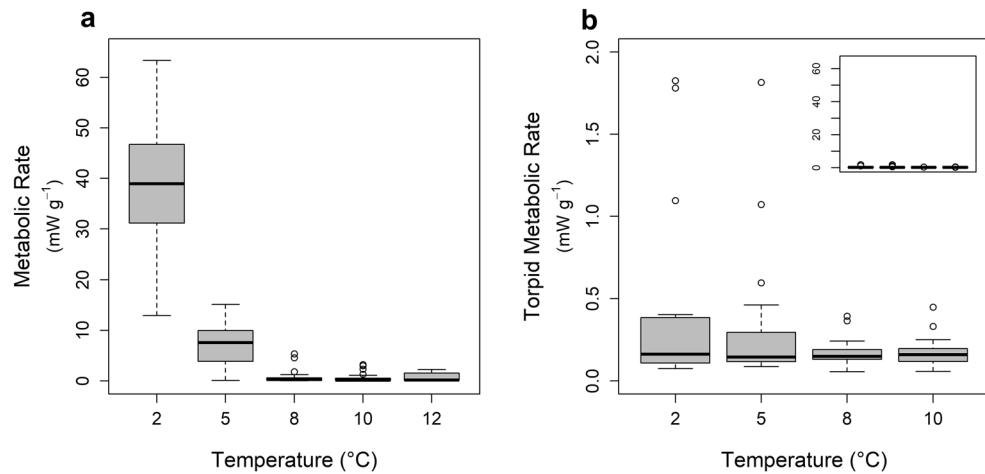 a
Metabolic Rate
(mW g⁻¹)
60
50
40
30
20
10
0
2 5 8 10 12
Temperature (°C)
b
Torpid Metabolic Rate
(mW g⁻¹)
2.0
1.5
1.0
0.5
0.0
60
40
20
0
2 5 8 10
Temperature (°C)